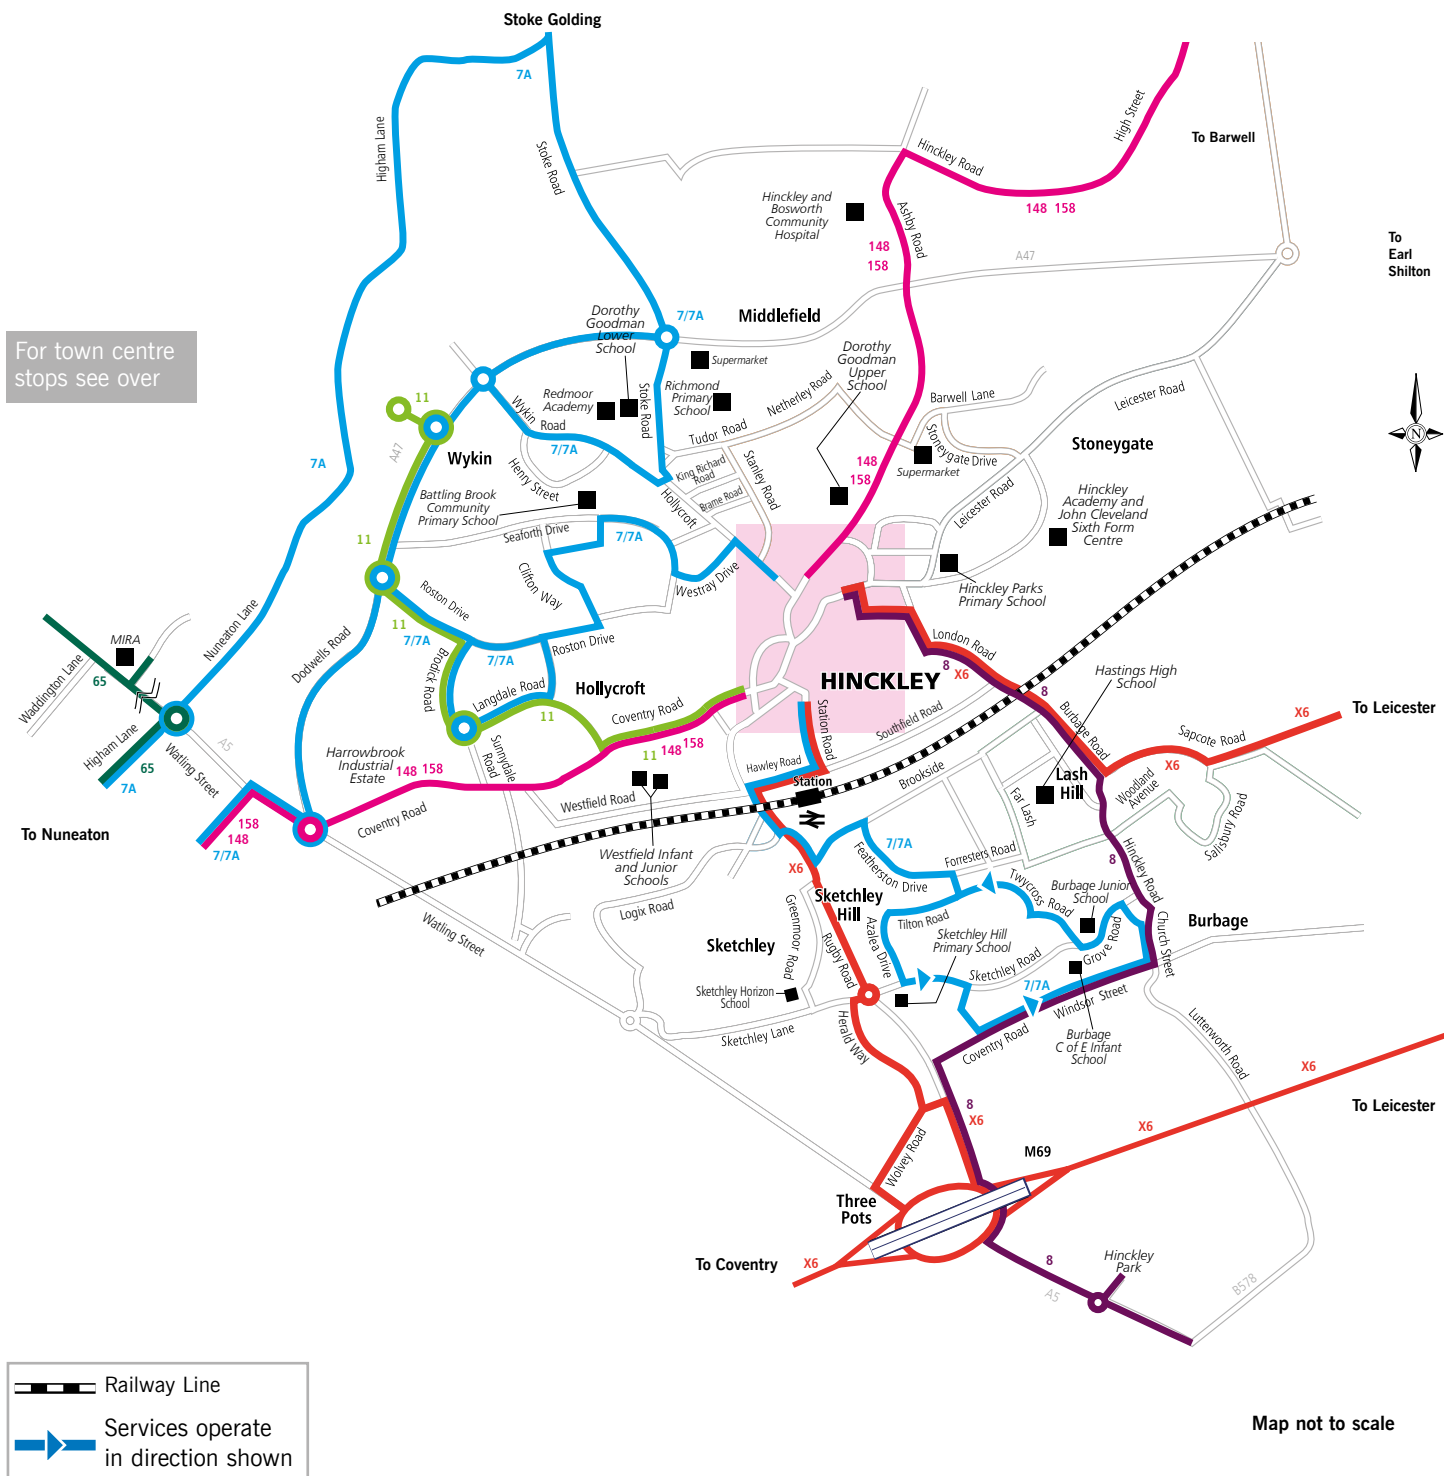 Stoke Golding
7A
Higham Lane
Stoke Road
High Street
To Barwell
Hinckley Road
148 158
Hinckley and
Bosworth
Community
Hospital
Ashby Road
148
158
A47
To
Earl
Shilton
Dorothy
Goodman
Lower
School
7/7A
Middlefield
For town centre
stops see over
Supermarket
Dorothy
Goodman
Upper
School
Redmoor
Academy
Richmond
Primary
School
Netherley Road
Barwell Lane
Leicester Road
11
Wykin
Road
Stoke Road
Tudor Road
Stoneygate
Stoneygate Drive
N
A47
Wykin
7/7A
7A
Henry Street
King Richard
Road
Stanley Road
148
158
Supermarket
Battling Brook
Community
Primary School
Brame Road
Hollycroft
Leicester Road
Hinckley
Academy and
John Cleveland
Sixth Form
Centre
11
Seaforth Drive
7/7A
Clifton Way
Westray Drive
Hinckley Parks
Primary School
Roston Drive
Nuneaton Lane
11
7/7A
MIRA
Dodwells Road
7/7A
Roston Drive
London Road
Waddington Lane
65
Brodick Road
Langdale Road
Hollycroft
HINCKLEY
8
X6
8
Hastings High
School
11
Coventry Road
Station Road
Southfield Road
Burbage Road
X6
To Leicester
Sapcote Road
Higham Lane
65
7A
A5
Watling Street
Harrowbrook
Industrial
Estate
148 158
Sunnydale
Road
11
148 158
Hawley Road
Station
Brookside
Lash
Hill
X6
Woodland
Avenue
Far Lash
Westfield Road
Salisbury Road
To Nuneaton
158
148
7/7A
Coventry Road
Westfield Infant
and Junior
Schools
X6
Featherston Drive
7/7A
Forresters Road
8
Hinckley Road
Twycross Road
Burbage Junior
School
Sketchley
Hill
Logix Road
Greenmoor Road
Azalea Drive
Tilton Road
Burbage
Watling Street
Sketchley
Rugby Road
Sketchley Hill
Primary School
Grove Road
Church Street
Sketchley Road
Sketchley Horizon
School
7/7A
Windsor Street
Sketchley Lane
Herald Way
Coventry Road
Burbage
C of E Infant
School
Lutterworth Road
X6
8
X6
X6
To Leicester
Wolvey Road
M69
Three
Pots
To Coventry
X6
8
A5
Hinckley
Park
B578
Railway Line
Services operate
in direction shown
Map not to scale